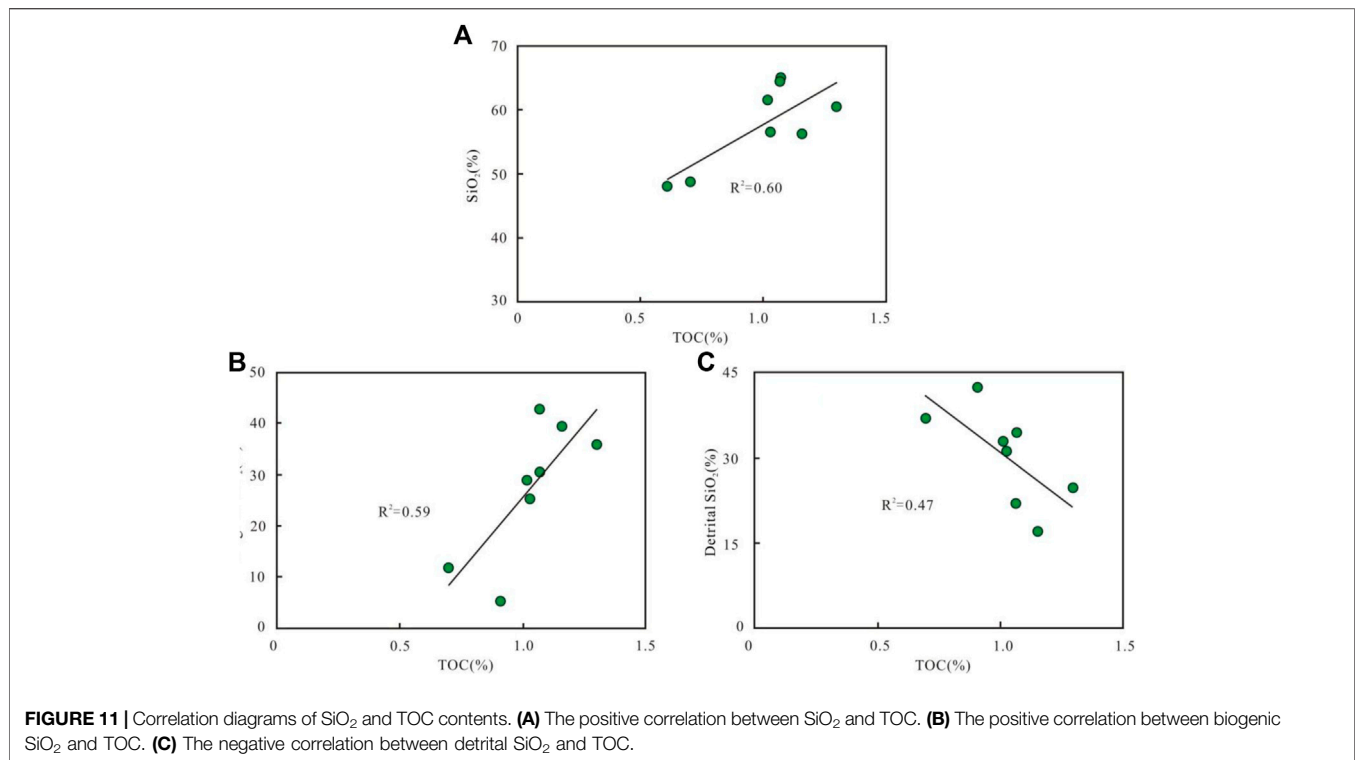 A
70
60
50
40
30
SiO₂(%)
R²=0.60
0 0.5 1.0 1.5
TOC(%)
B
50
40
30
20
10
0
R²=0.59
0 0.5 1.0 1.5
TOC(%)
C
45
30
15
0
Detrital SiO₂(%)
R²=0.47
0 0.5 1.0 1.5
TOC(%)
FIGURE 11 | Correlation diagrams of SiO₂ and TOC contents. (A) The positive correlation between SiO₂ and TOC. (B) The positive correlation between biogenic
SiO₂ and TOC. (C) The negative correlation between detrital SiO₂ and TOC.